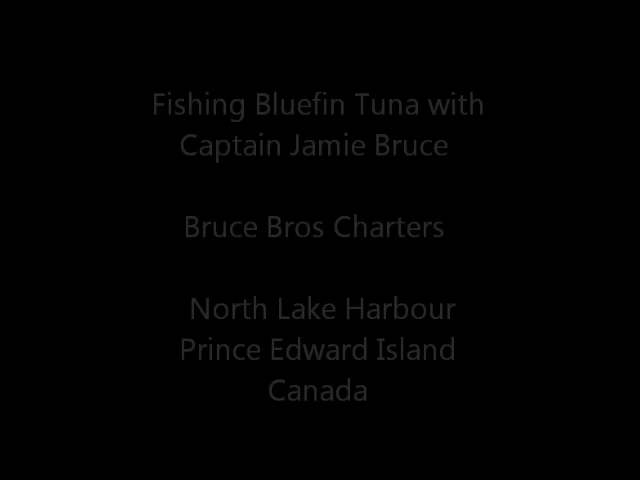 Fishing Bluefin Tuna with
Captain Jamie Bruce
Bruce Bros Charters
North Lake Harbour
Prince Edward Island
Canada